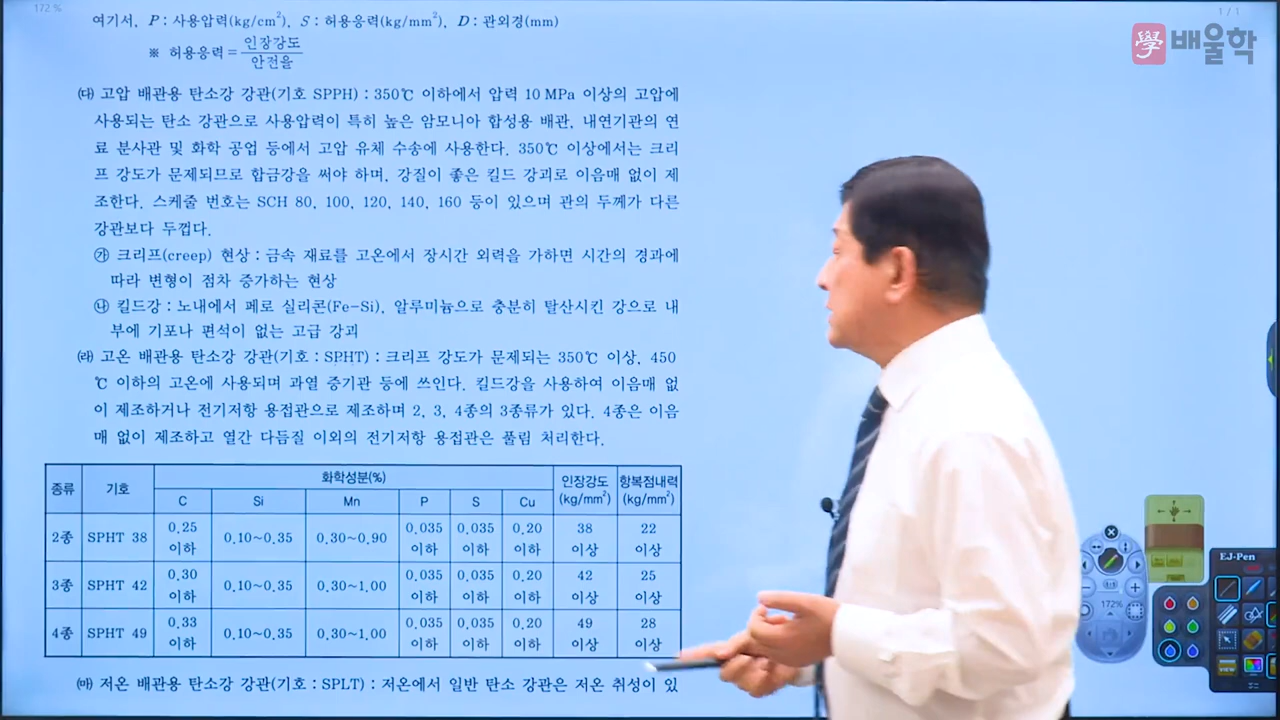 172 %
1 / 1
學 배울학
여기서, P : 사용압력(kg/cm²), S : 허용응력(kg/mm²), D : 관외경(mm)
※ 허용응력 = 인장강도
안전율
㈐ 고압 배관용 탄소강 강관(기호 SPPH) : 350℃ 이하에서 압력 10 MPa 이상의 고압에
사용되는 탄소 강관으로 사용압력이 특히 높은 암모니아 합성용 배관, 내연기관의 연
료 분사관 및 화학 공업 등에서 고압 유체 수송에 사용한다. 350℃ 이상에서는 크리
프 강도가 문제되므로 합금강을 써야 하며, 강질이 좋은 킬드 강괴로 이음매 없이 제
조한다. 스케줄 번호는 SCH 80, 100, 120, 140, 160 등이 있으며 관의 두께가 다른
강관보다 두껍다.
㉮ 크리프(creep) 현상 : 금속 재료를 고온에서 장시간 외력을 가하면 시간의 경과에
따라 변형이 점차 증가하는 현상
㉯ 킬드강 : 노내에서 페로 실리콘(Fe-Si), 알루미늄으로 충분히 탈산시킨 강으로 내
부에 기포나 편석이 없는 고급 강괴
㈑ 고온 배관용 탄소강 강관(기호 : SPHT) : 크리프 강도가 문제되는 350℃ 이상, 450
℃ 이하의 고온에 사용되며 과열 증기관 등에 쓰인다. 킬드강을 사용하여 이음매 없
이 제조하거나 전기저항 용접관으로 제조하며 2, 3, 4종의 3종류가 있다. 4종은 이음
매 없이 제조하고 열간 다듬질 이외의 전기저항 용접관은 풀림 처리한다.
종류 기호 화학성분(%) 인장강도 (kg/mm²) 항복점내력 (kg/mm²)
C Si Mn P S Cu
2종 SPHT 38 0.25 이하 0.10~0.35 0.30~0.90 0.035 이하 0.035 이하 0.20 이하 38 이상 22 이상
3종 SPHT 42 0.30 이하 0.10~0.35 0.30~1.00 0.035 이하 0.035 이하 0.20 이하 42 이상 25 이상
4종 SPHT 49 0.33 이하 0.10~0.35 0.30~1.00 0.035 이하 0.035 이하 0.20 이하 49 이상 28 이상
㈒ 저온 배관용 탄소강 강관(기호 : SPLT) : 저온에서 일반 탄소 강관은 저온 취성이 있
EJ-Pen
172%
VIEW